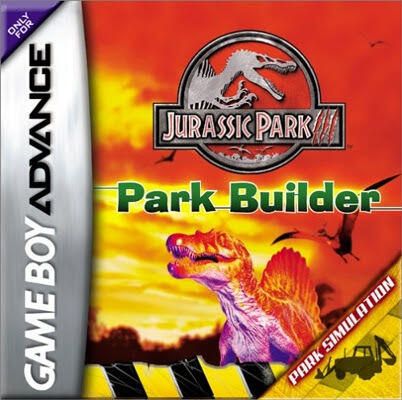 ONLY
FOR
GAME BOY ADVANCE
JURASSIC PARK III
Park Builder
PARK SIMULATION